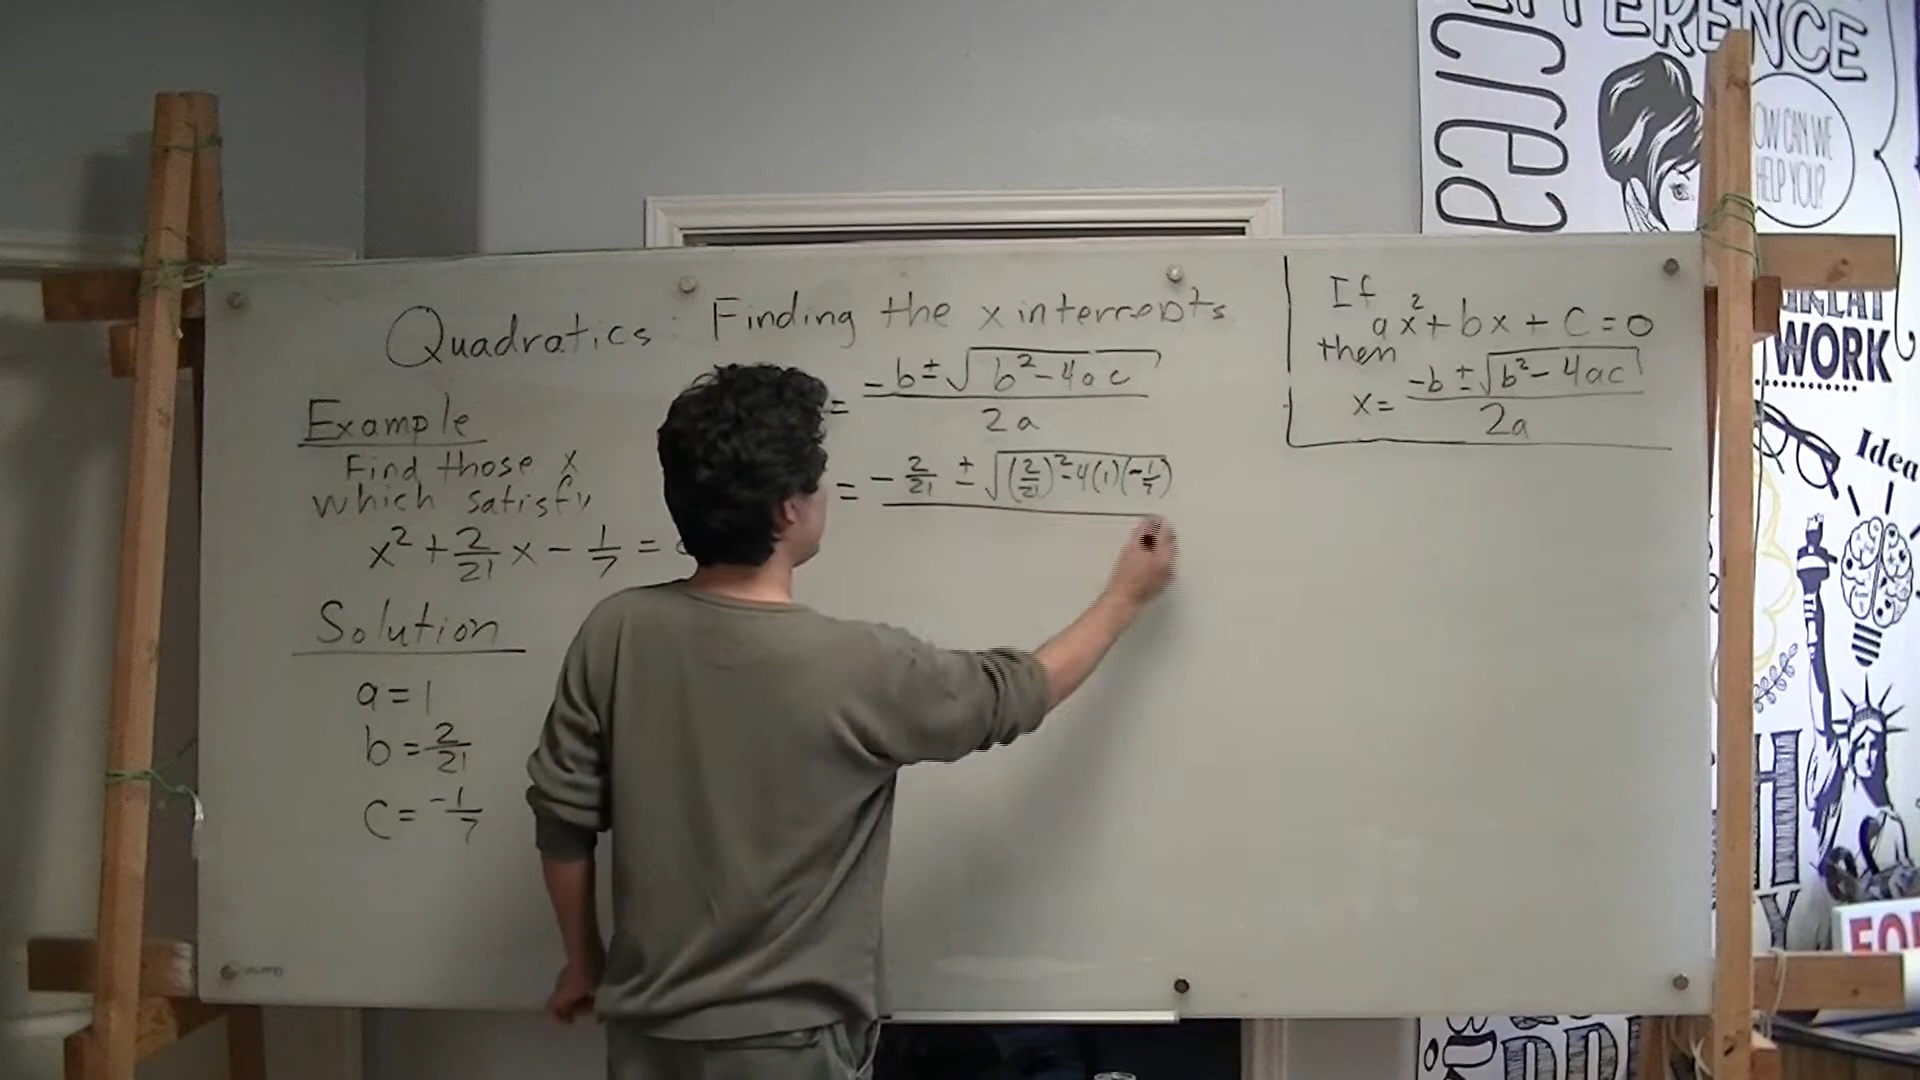 Quadratics: Finding the x intercepts
Example
Find those x
which satisfy
x² + 2/21 x - 1/7 =
Solution
a = 1
b = 2/21
c = -1/7
= -b ± √(b² - 4ac) / 2a
= -2/21 ± √((2/21)² - 4(1)(-1/7))
If
ax² + bx + c = 0
then
x = -b ± √(b² - 4ac) / 2a
HOW CAN WE
HELP YOU?
GREAT
WORK
Idea